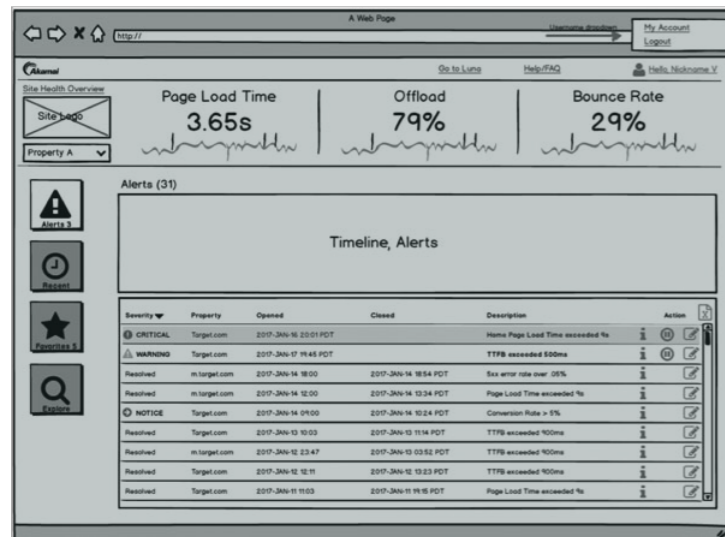 A Web Page
http://
Username dropdown
My Account
Logout
Akamai
Go to Luna
Help/FAQ
Hello, Nickname Y
Site Health Overview
Site Logo
Property A
Page Load Time
3.65s
Offload
79%
Bounce Rate
29%
Alerts 3
Recent
Favorites 5
Explore
Alerts (31)
Timeline, Alerts
Severity Property Opened Closed Description Action
CRITICAL Target.com 2017-JAN-16 20:01 PDT Home Page Load Time exceeded 9s
WARNING Target.com 2017-JAN-17 19:45 PDT TTFB exceeded 500ms
Resolved m.target.com 2017-JAN-14 18:00 2017-JAN-14 18:54 PDT 5xx error rate over .05%
Resolved m.target.com 2017-JAN-14 12:00 2017-JAN-14 13:34 PDT Page Load Time exceeded 9s
NOTICE Target.com 2017-JAN-14 09:00 2017-JAN-14 10:24 PDT Conversion Rate > 5%
Resolved Target.com 2017-JAN-13 10:03 2017-JAN-13 11:14 PDT TTFB exceeded 900ms
Resolved m.target.com 2017-JAN-12 23:47 2017-JAN-13 03:52 PDT TTFB exceeded 900ms
Resolved Target.com 2017-JAN-12 12:11 2017-JAN-12 13:23 PDT TTFB exceeded 900ms
Resolved Target.com 2017-JAN-11 11:03 2017-JAN-11 19:15 PDT Page Load Time exceeded 9s